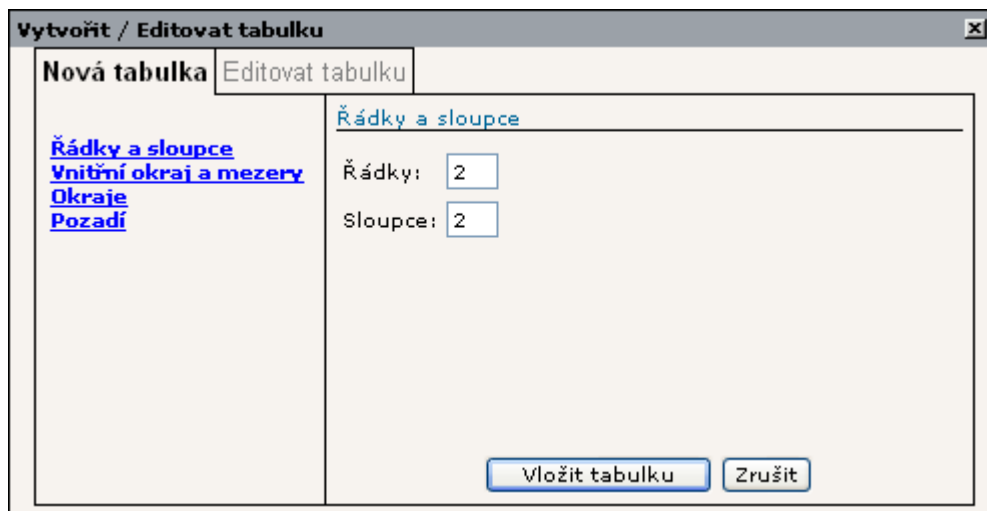 Vytvořit / Editovat tabulku
Nová tabulka Editovat tabulku
Řádky a sloupce
Řádky a sloupce
Vnitřní okraj a mezery
Okraje
Pozadí
Řádky: 2
Sloupce: 2
Vložit tabulku Zrušit